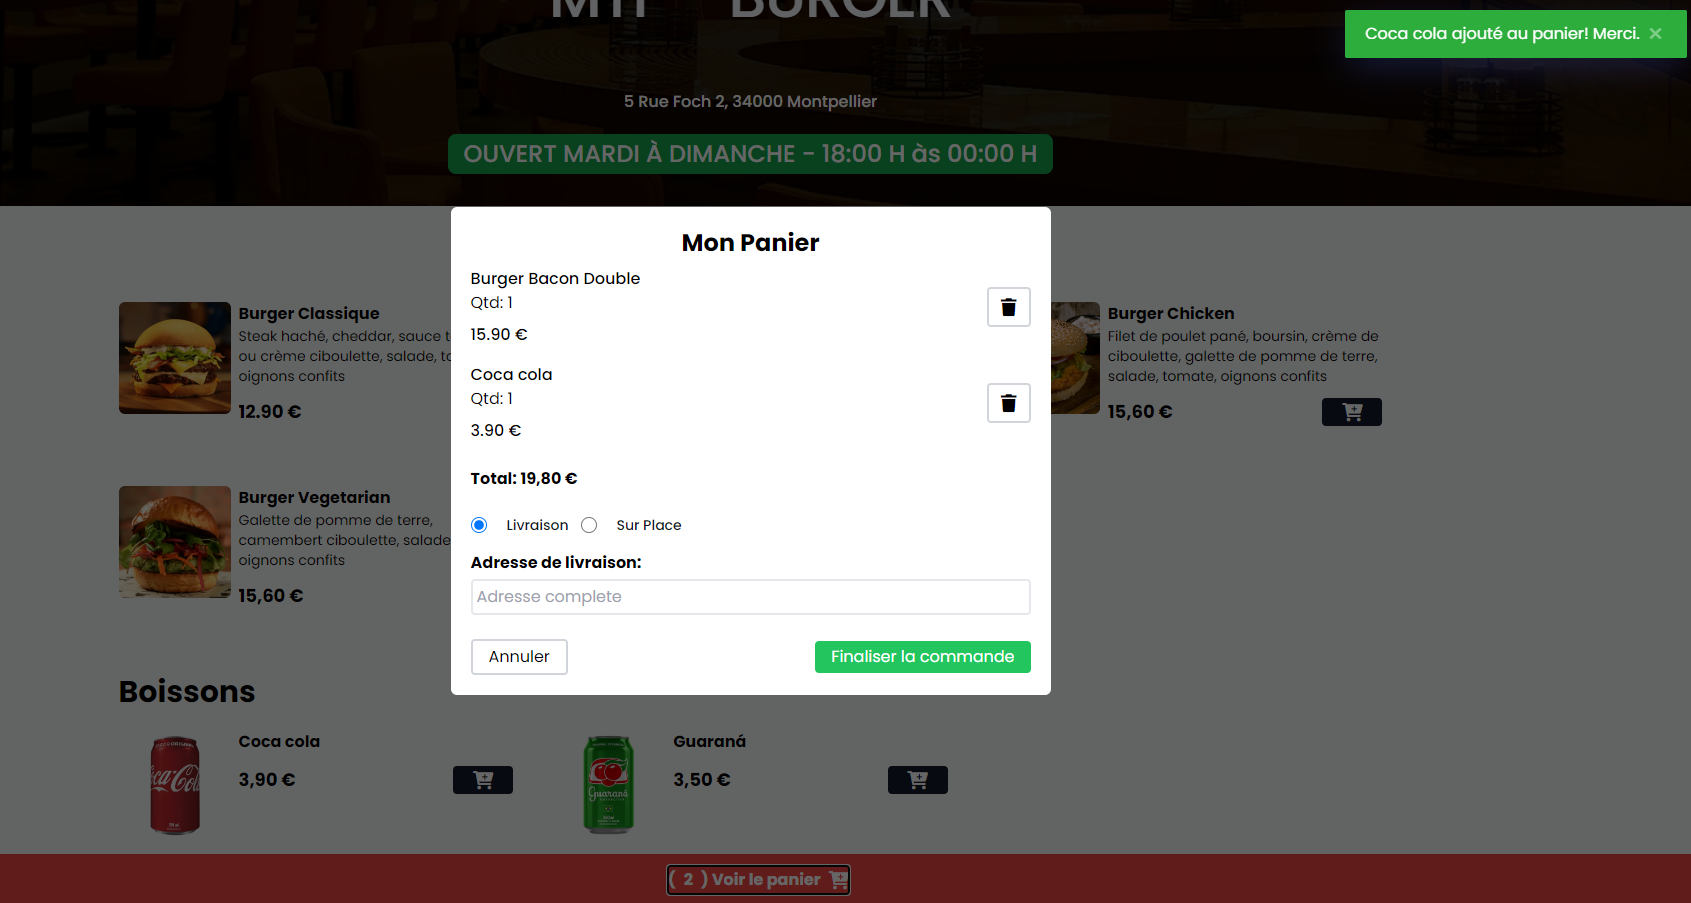 BURGER
Coca cola ajouté au panier! Merci. ×
5 Rue Foch 2, 34000 Montpellier
OUVERT MARDI À DIMANCHE - 18:00 H às 00:00 H
Mon Panier
Burger Bacon Double
Qtd: 1
15.90 €
Coca cola
Qtd: 1
3.90 €
Total: 19,80 €
Livraison Sur Place
Adresse de livraison:
Adresse complete
Annuler Finaliser la commande
Burger Classique
Steak haché, cheddar, sauce
ou crème ciboulette, salade,
oignons confits
12.90 €
Burger Chicken
Filet de poulet pané, boursin, crème de
ciboulette, galette de pomme de terre,
salade, tomate, oignons confits
15,60 €
Burger Vegetarian
Galette de pomme de terre,
camembert ciboulette, salade
oignons confits
15,60 €
Boissons
Coca cola
3,90 €
Guaraná
3,50 €
Coca-Cola
Guaraná
( 2 ) Voir le panier